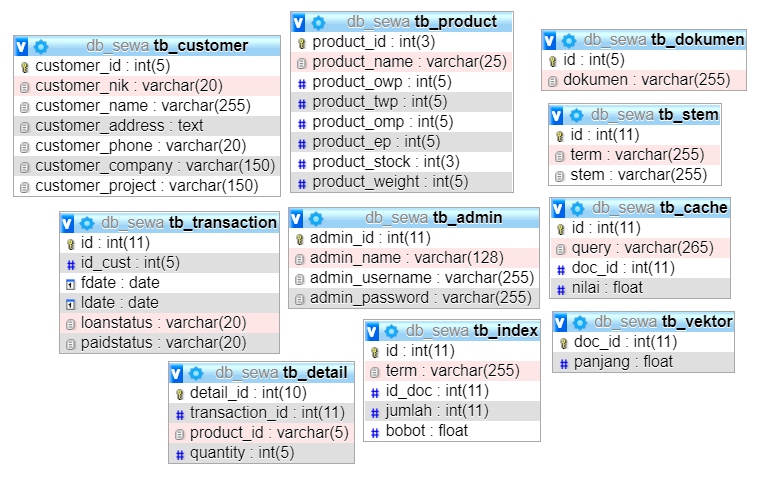 db_sewa tb_customer
customer_id : int(5)
customer_nik : varchar(20)
customer_name : varchar(255)
customer_address : text
customer_phone : varchar(20)
customer_company : varchar(150)
customer_project : varchar(150)
db_sewa tb_product
product_id : int(3)
product_name : varchar(25)
product_owp : int(5)
product_twp : int(5)
product_omp : int(5)
product_ep : int(5)
product_stock : int(3)
product_weight : int(5)
db_sewa tb_dokumen
id : int(5)
dokumen : varchar(255)
db_sewa tb_stem
id : int(11)
term : varchar(255)
stem : varchar(255)
db_sewa tb_transaction
id : int(11)
id_cust : int(5)
fdate : date
ldate : date
loanstatus : varchar(20)
paidstatus : varchar(20)
db_sewa tb_admin
admin_id : int(11)
admin_name : varchar(128)
admin_username : varchar(255)
admin_password : varchar(255)
db_sewa tb_cache
id : int(11)
query : varchar(265)
doc_id : int(11)
nilai : float
db_sewa tb_detail
detail_id : int(10)
transaction_id : int(11)
product_id : varchar(5)
quantity : int(5)
db_sewa tb_index
id : int(11)
term : varchar(255)
id_doc : int(11)
jumlah : int(11)
bobot : float
db_sewa tb_vektor
doc_id : int(11)
panjang : float